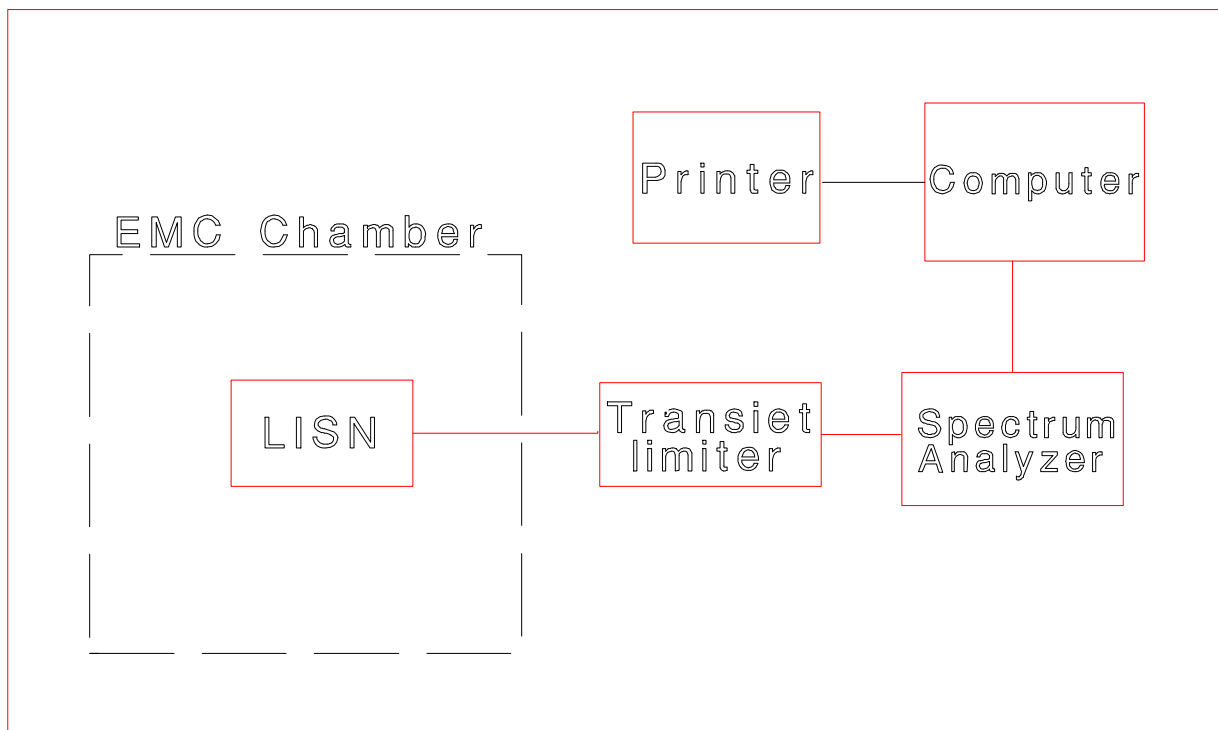 Printer
Computer
EMC Chamber
LISN
Transiet
limiter
Spectrum
Analyzer